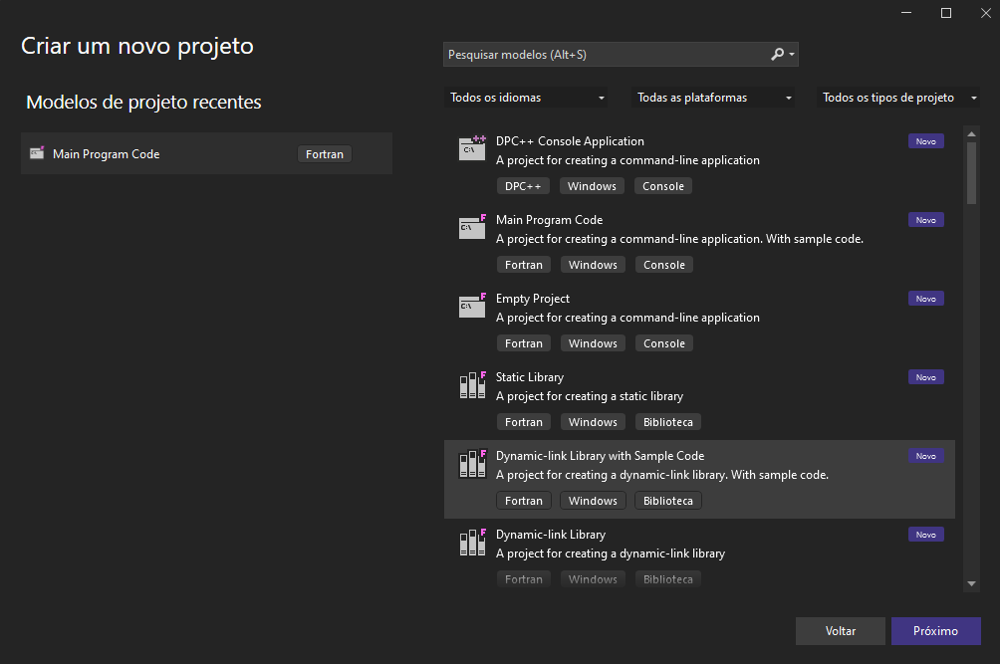 Criar um novo projeto
Modelos de projeto recentes
Main Program Code Fortran
Pesquisar modelos (Alt+S)
Todos os idiomas Todas as plataformas Todos os tipos de projeto
C:\ ++
DPC++ Console Application Novo
A project for creating a command-line application
DPC++ Windows Console
C:\ F
Main Program Code Novo
A project for creating a command-line application. With sample code.
Fortran Windows Console
C:\ F
Empty Project Novo
A project for creating a command-line application
Fortran Windows Console
F
Static Library Novo
A project for creating a static library
Fortran Windows Biblioteca
F
Dynamic-link Library with Sample Code Novo
A project for creating a dynamic-link library. With sample code.
Fortran Windows Biblioteca
F
Dynamic-link Library Novo
A project for creating a dynamic-link library
Fortran Windows Biblioteca
Voltar Próximo